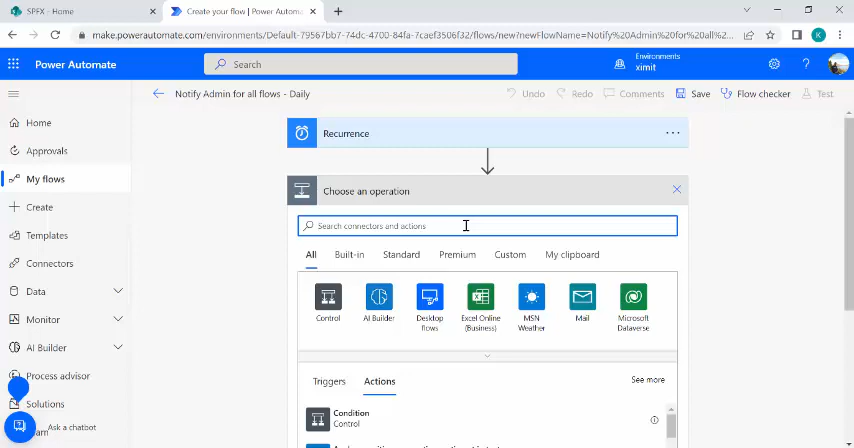 SPFX - Home
Create your flow | Power Automa
make.powerautomate.com/environments/Default-79567bb7-74dc-4700-84fa-7caef3506f32/flows/new?newFlowName=Notify%20Admin%20for%20all%20...
K
Power Automate
Search
Environments
ximit
Notify Admin for all flows - Daily
Undo
Redo
Comments
Save
Flow checker
Test
Home
Approvals
My flows
Create
Templates
Connectors
Data
Monitor
AI Builder
Process advisor
Solutions
Ask a chatbot
Recurrence
Choose an operation
Search connectors and actions
All
Built-in
Standard
Premium
Custom
My clipboard
Control
AI Builder
Desktop
flows
Excel Online
(Business)
MSN
Weather
Mail
Microsoft
Dataverse
Triggers
Actions
See more
Condition
Control